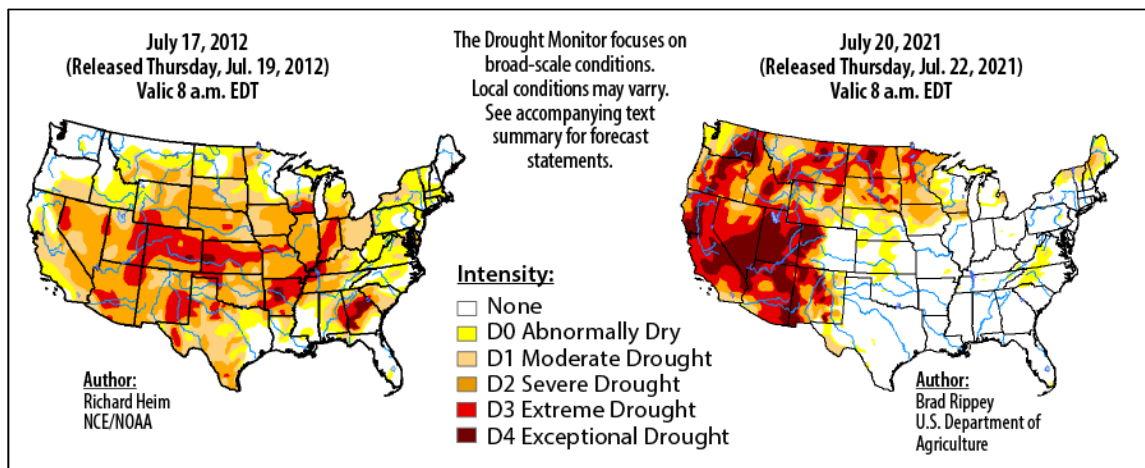 July 17, 2012
(Released Thursday, Jul. 19, 2012)
Valic 8 a.m. EDT
The Drought Monitor focuses on
broad-scale conditions.
Local conditions may varry.
See accompanying text
summary for forecast
statements.
July 20, 2021
(Released Thursday, Jul. 22, 2021)
Valic 8 a.m. EDT
Intensity:
None
D0 Abnormally Dry
D1 Moderate Drought
D2 Severe Drought
D3 Extreme Drought
D4 Exceptional Drought
Author:
Richard Heim
NCE/NOAA
Author:
Brad Rippey
U.S. Department of
Agriculture